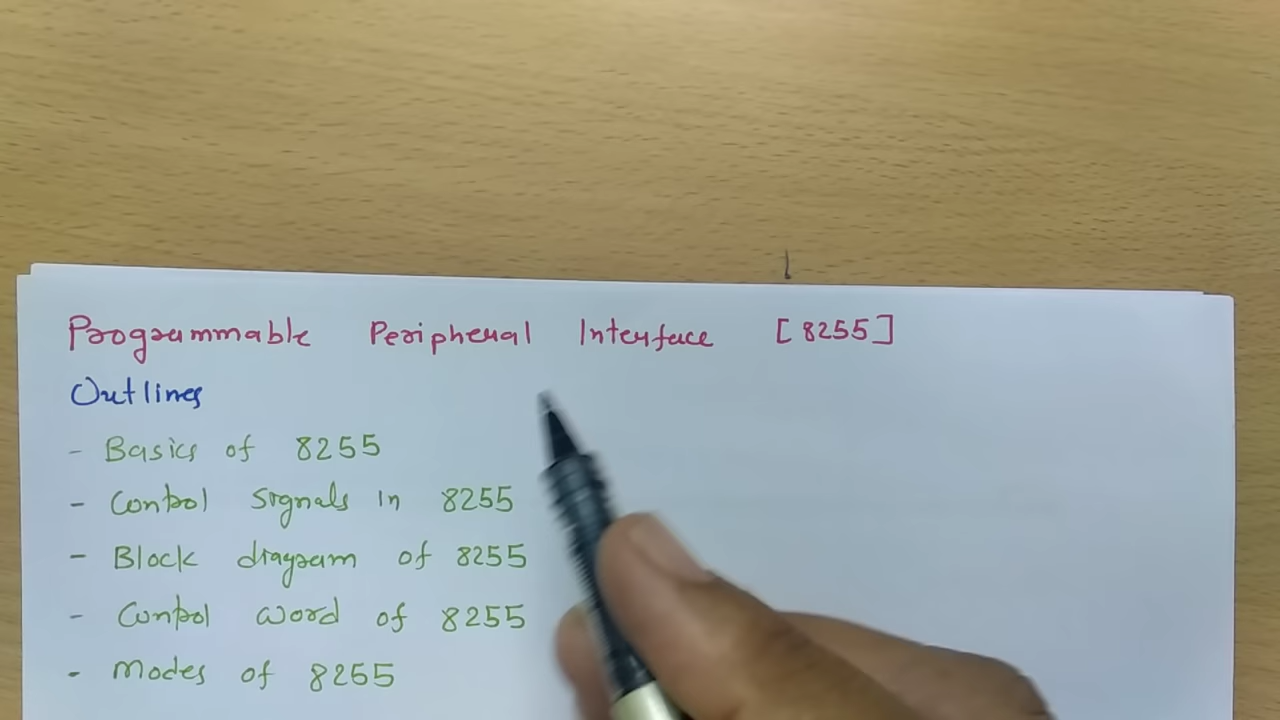 Programmable Peripheral Interface [8255]
Outlines
- Basics of 8255
- Control signals in 8255
- Block diagram of 8255
- Control word of 8255
- Modes of 8255